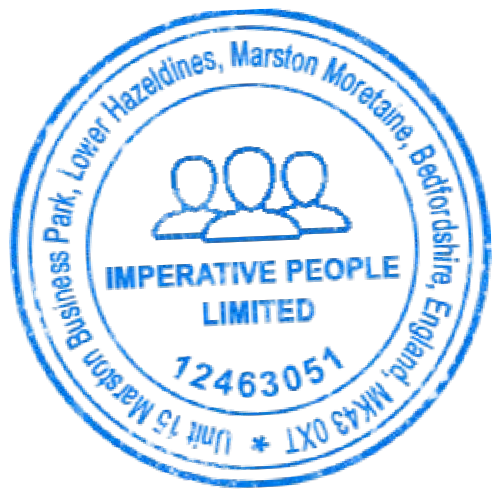 Unit 15 Marston Business Park, Lower Hazeldines, Marston Moretaine, Bedfordshire, England, MK43 0XT *
IMPERATIVE PEOPLE
LIMITED
12463051